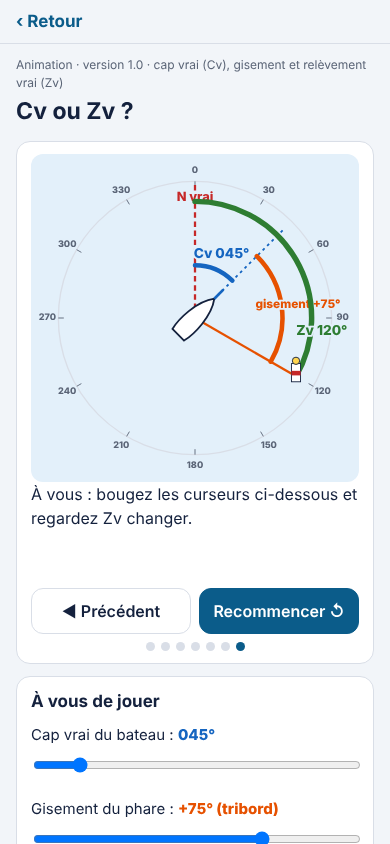 ‹ Retour
Animation · version 1.0 · cap vrai (Cv), gisement et relèvement
vrai (Zv)
Cv ou Zv ?
0
330
N vrai
30
300
Cv 045°
60
270
gisement +75°
90
Zv 120°
240
120
210
150
180
À vous : bougez les curseurs ci-dessous et
regardez Zv changer.
◀ Précédent
Recommencer ↺
À vous de jouer
Cap vrai du bateau : 045°
Gisement du phare : +75° (tribord)